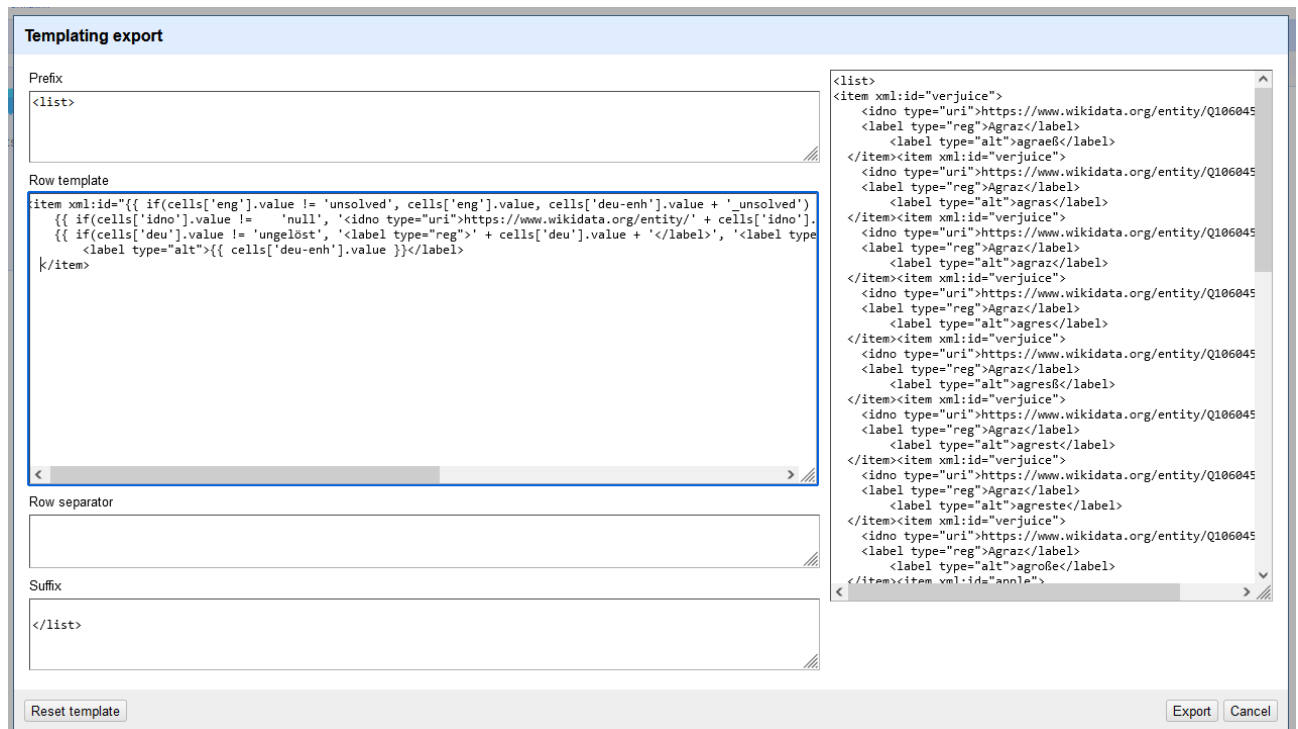 Templating export
Prefix
<list>
Row template
item xml:id="{{ if(cells['eng'].value != 'unsolved', cells['eng'].value, cells['deu-enh'].value + '_unsolved')
{{ if(cells['idno'].value !=    'null', '<idno type="uri">https://www.wikidata.org/entity/' + cells['idno'].
{{ if(cells['deu'].value != 'ungelöst', '<label type="reg">' + cells['deu'].value + '</label>', '<label type
<label type="alt">{{ cells['deu-enh'].value }}</label>
</item>
Row separator
Suffix
</list>
<list>
<item xml:id="verjuice">
<idno type="uri">https://www.wikidata.org/entity/Q106045
<label type="reg">Agraz</label>
<label type="alt">agraeß</label>
</item><item xml:id="verjuice">
<idno type="uri">https://www.wikidata.org/entity/Q106045
<label type="reg">Agraz</label>
<label type="alt">agras</label>
</item><item xml:id="verjuice">
<idno type="uri">https://www.wikidata.org/entity/Q106045
<label type="reg">Agraz</label>
<label type="alt">agraz</label>
</item><item xml:id="verjuice">
<idno type="uri">https://www.wikidata.org/entity/Q106045
<label type="reg">Agraz</label>
<label type="alt">agres</label>
</item><item xml:id="verjuice">
<idno type="uri">https://www.wikidata.org/entity/Q106045
<label type="reg">Agraz</label>
<label type="alt">agresß</label>
</item><item xml:id="verjuice">
<idno type="uri">https://www.wikidata.org/entity/Q106045
<label type="reg">Agraz</label>
<label type="alt">agrest</label>
</item><item xml:id="verjuice">
<idno type="uri">https://www.wikidata.org/entity/Q106045
<label type="reg">Agraz</label>
<label type="alt">agreste</label>
</item><item xml:id="verjuice">
<idno type="uri">https://www.wikidata.org/entity/Q106045
<label type="reg">Agraz</label>
<label type="alt">agroße</label>
</item><item xml:id="apple">
Reset template
Export
Cancel